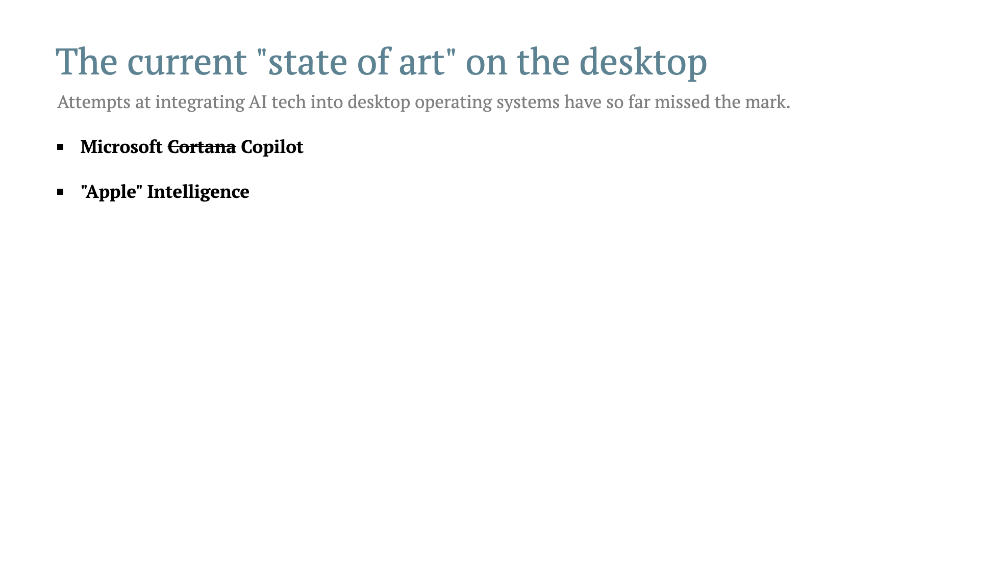 The current "state of art" on the desktop
Attempts at integrating AI tech into desktop operating systems have so far missed the mark.
▪ Microsoft ~~Cortana~~ Copilot
▪ "Apple" Intelligence